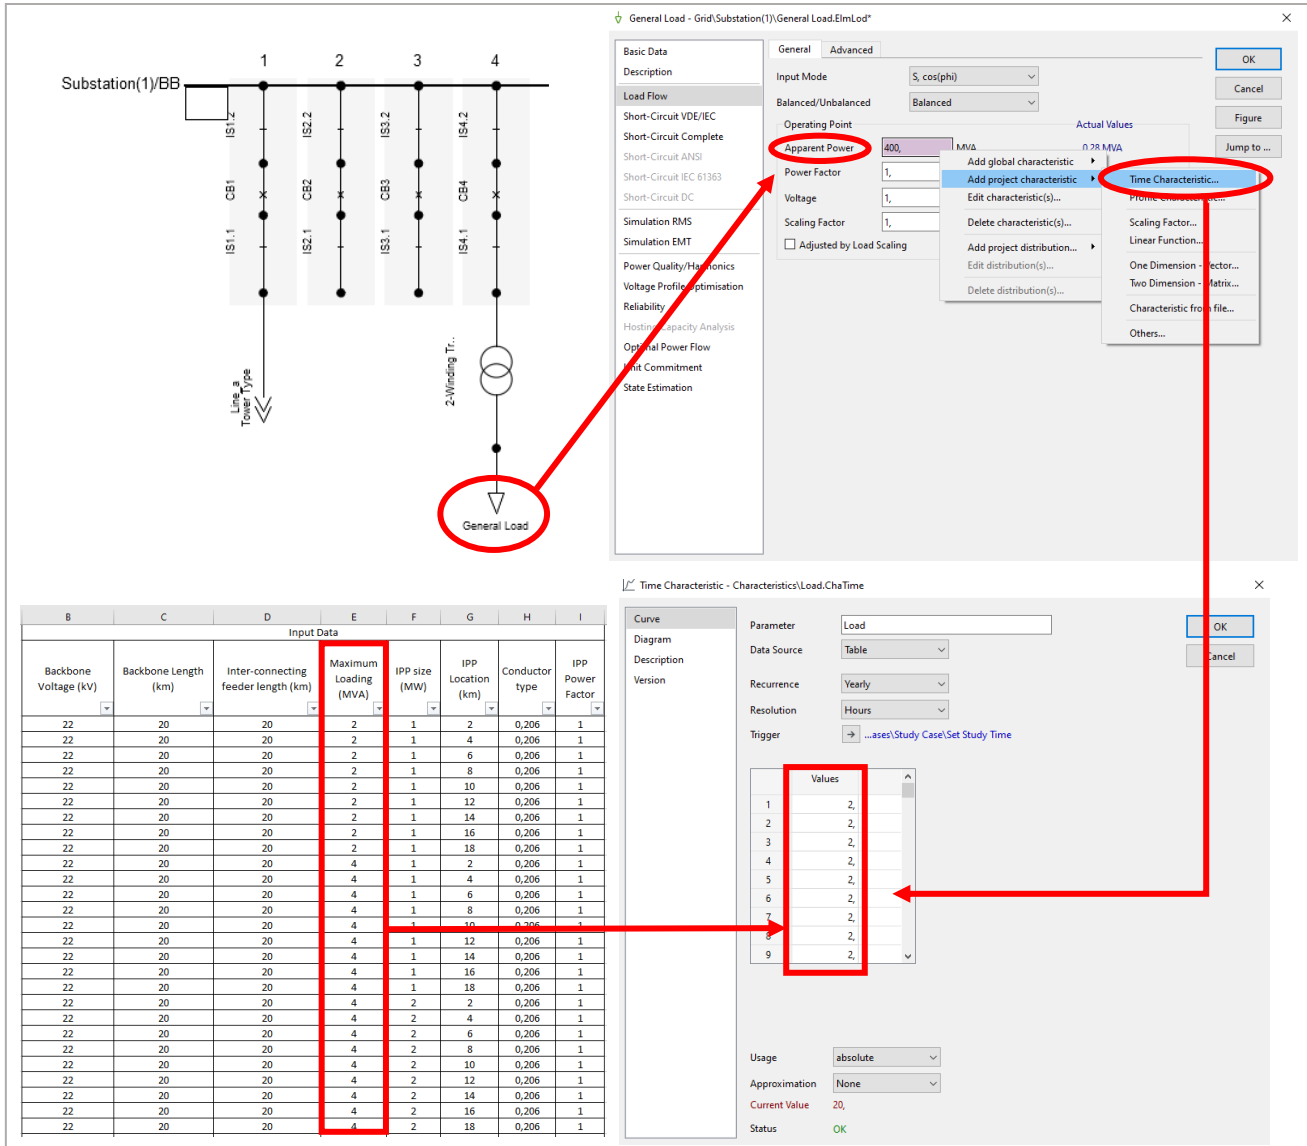 1 2 3 4
Substation(1)/BB
IS1.2 IS2.2 IS3.2 IS4.2
CB1 CB2 CB3 CB4
IS1.1 IS2.1 IS3.1 IS4.1
Line_a
Tower Type
2-Winding Tr..
General Load
General Load - Grid\Substation(1)\General Load.ElmLod*
Basic Data
Description
Load Flow
Short-Circuit VDE/IEC
Short-Circuit Complete
Short-Circuit ANSI
Short-Circuit IEC 61363
Short-Circuit DC
Simulation RMS
Simulation EMT
Power Quality/Harmonics
Voltage Profile Optimisation
Reliability
Hosting Capacity Analysis
Optimal Power Flow
Unit Commitment
State Estimation
General Advanced
Input Mode S, cos(phi)
Balanced/Unbalanced Balanced
Operating Point Actual Values
Apparent Power 400, MVA 0,28 MVA
Power Factor 1,
Voltage 1,
Scaling Factor 1,
Adjusted by Load Scaling
OK
Cancel
Figure
Jump to ...
Add global characteristic
Add project characteristic
Edit characteristic(s)...
Delete characteristic(s)...
Add project distribution...
Edit distribution(s)...
Delete distribution(s)...
Time Characteristic...
Profile Characteristic...
Scaling Factor...
Linear Function...
One Dimension - Vector...
Two Dimension - Matrix...
Characteristic from file...
Others...
B C D E F G H I
Input Data
Backbone Voltage (kV) Backbone Length (km) Inter-connecting feeder length (km) Maximum Loading (MVA) IPP size (MW) IPP Location (km) Conductor type IPP Power Factor
22 20 20 2 1 2 0,206 1
22 20 20 2 1 4 0,206 1
22 20 20 2 1 6 0,206 1
22 20 20 2 1 8 0,206 1
22 20 20 2 1 10 0,206 1
22 20 20 2 1 12 0,206 1
22 20 20 2 1 14 0,206 1
22 20 20 2 1 16 0,206 1
22 20 20 2 1 18 0,206 1
22 20 20 4 1 2 0,206 1
22 20 20 4 1 4 0,206 1
22 20 20 4 1 6 0,206 1
22 20 20 4 1 8 0,206 1
22 20 20 4 1 10 0,206 1
22 20 20 4 1 12 0,206 1
22 20 20 4 1 14 0,206 1
22 20 20 4 1 16 0,206 1
22 20 20 4 1 18 0,206 1
22 20 20 4 2 2 0,206 1
22 20 20 4 2 4 0,206 1
22 20 20 4 2 6 0,206 1
22 20 20 4 2 8 0,206 1
22 20 20 4 2 10 0,206 1
22 20 20 4 2 12 0,206 1
22 20 20 4 2 14 0,206 1
22 20 20 4 2 16 0,206 1
22 20 20 4 2 18 0,206 1
Time Characteristic - Characteristics\Load.ChaTime
Curve
Diagram
Description
Version
Parameter Load
Data Source Table
Recurrence Yearly
Resolution Hours
Trigger ...ases\Study Case\Set Study Time
OK
Cancel
Values
1 2,
2 2,
3 2,
4 2,
5 2,
6 2,
7 2,
8 2,
9 2,
Usage absolute
Approximation None
Current Value 20,
Status OK